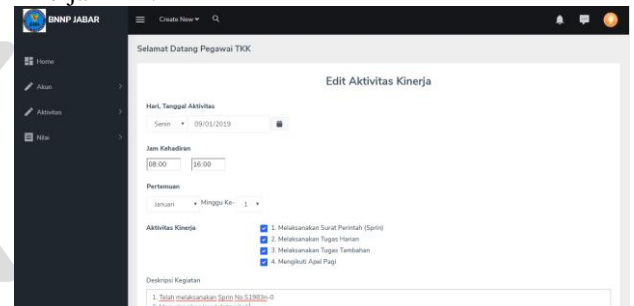 BNNP JABAR
Create New
Selamat Datang Pegawai TKK
Home
Akun
Aktivitas
Nilai
Edit Aktivitas Kinerja
Hari, Tanggal Aktivitas
Senin 09/01/2019
Jam Kehadiran
08:00 16:00
Pertemuan
Januari Minggu Ke- 1
Aktivitas Kinerja
1. Melaksanakan Surat Perintah (Sprin)
2. Melaksanakan Tugas Harian
3. Melaksanakan Tugas Tambahan
4. Mengikuti Apel Pagi
Deskripsi Kegiatan
1. Telah melaksanakan Sprin No.S1983n-0